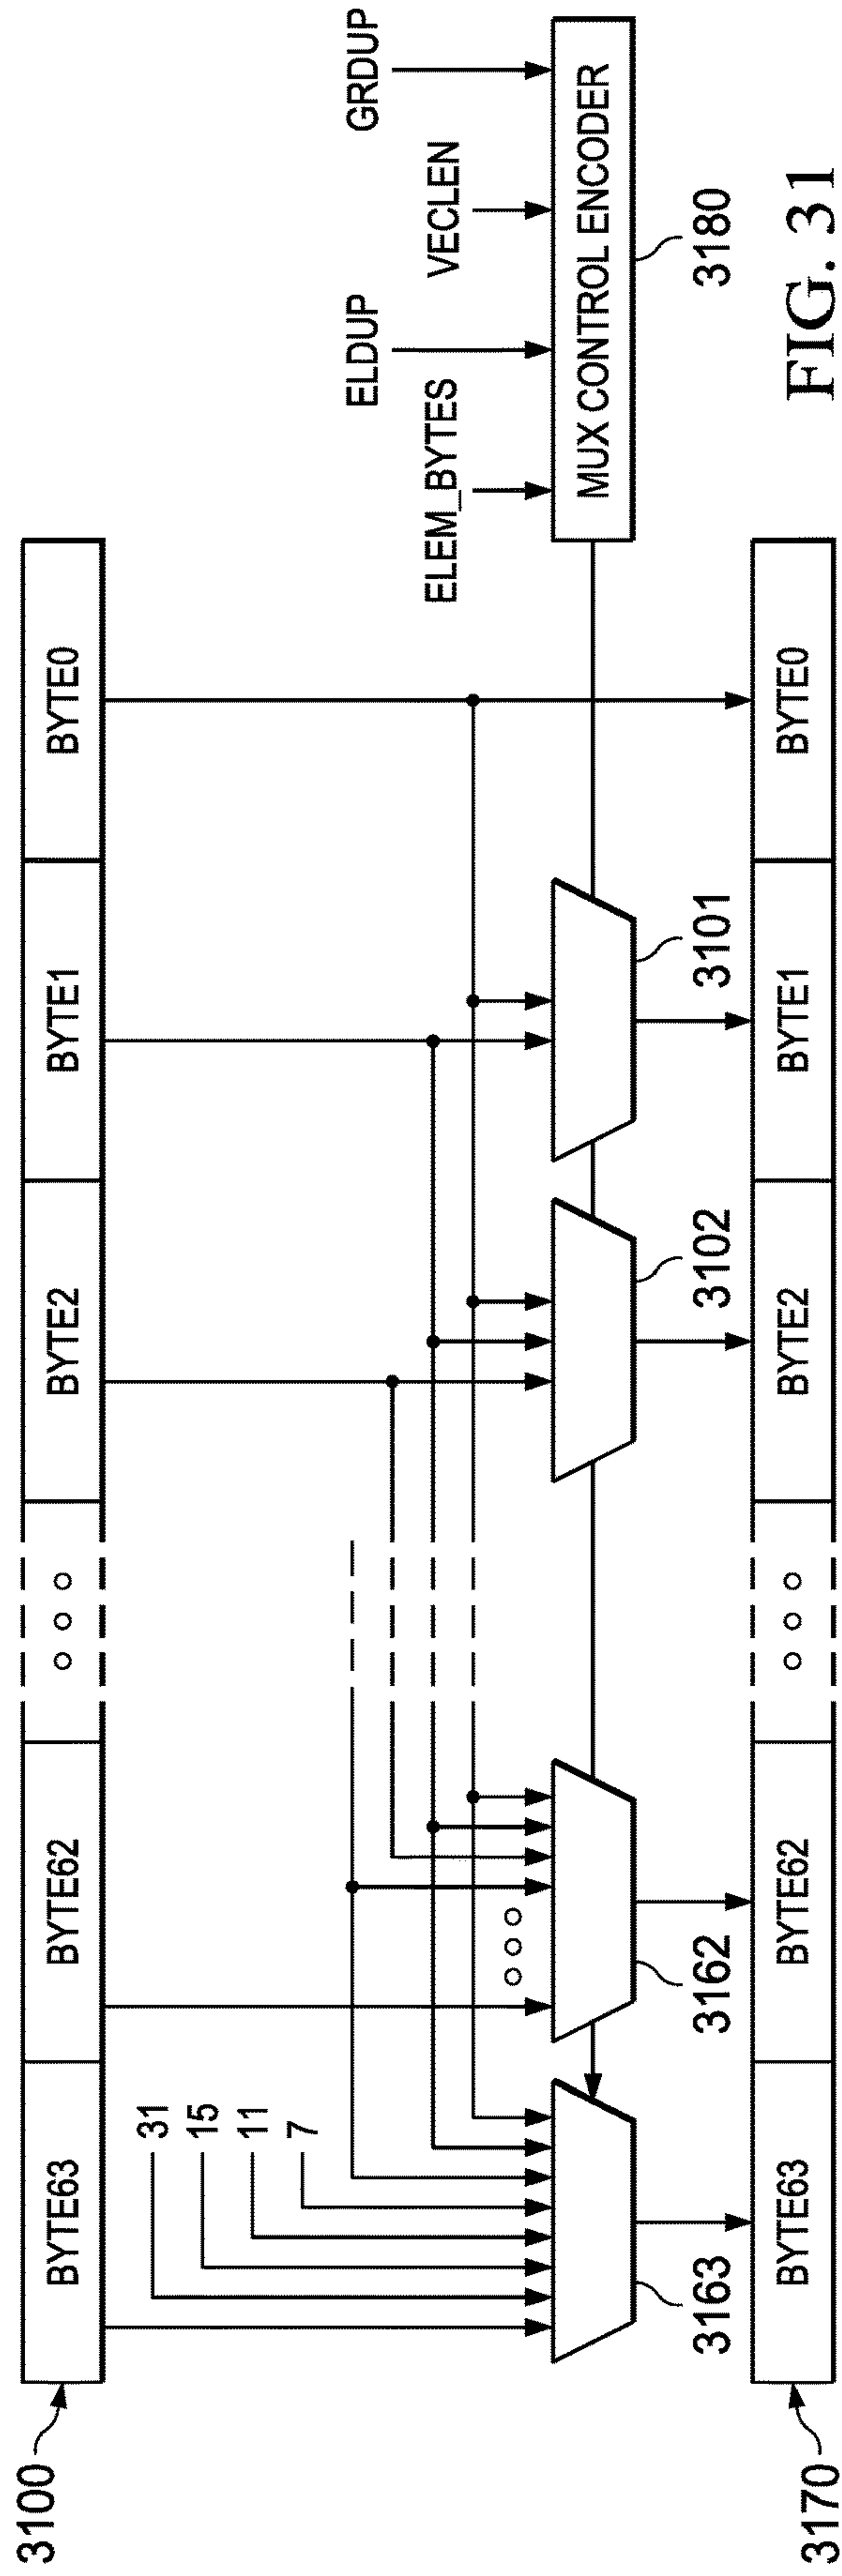 3100
BYTE63 BYTE62 BYTE2 BYTE1 BYTE0
31
15
11
7
ELDUP GRDUP
ELEM_BYTES VECLEN
MUX CONTROL ENCODER
3163 3162 3102 3101 3180
BYTE63 BYTE62 BYTE2 BYTE1 BYTE0
3170
FIG. 31